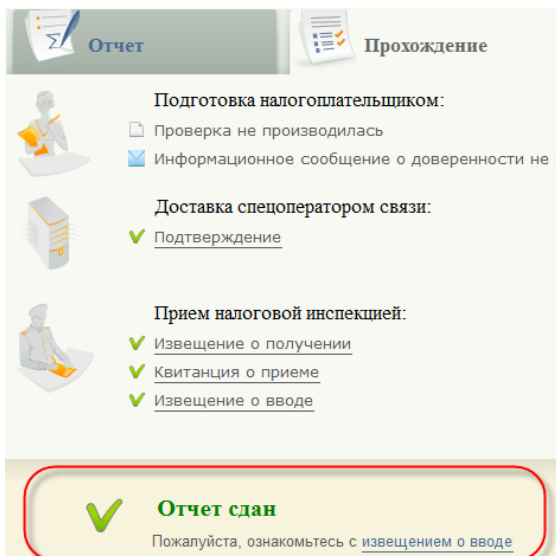 Отчет
Прохождение
Подготовка налогоплательщиком:
Проверка не производилась
Информационное сообщение о доверенности не
Доставка спецоператором связи:
Подтверждение
Прием налоговой инспекцией:
Извещение о получении
Квитанция о приеме
Извещение о вводе
Отчет сдан
Пожалуйста, ознакомьтесь с извещением о вводе